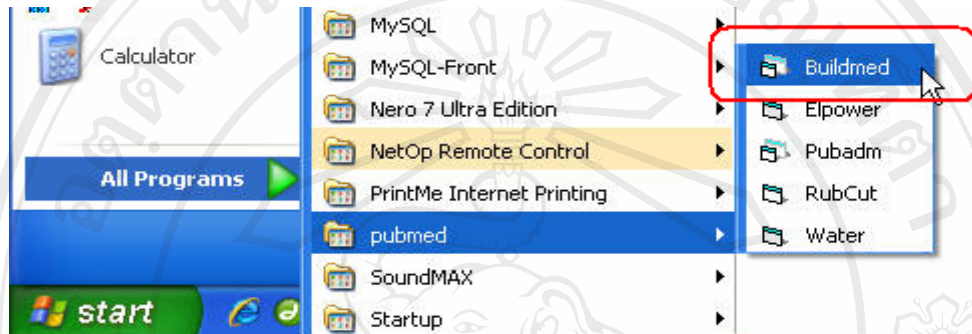 Calculator
All Programs
start
MySQL
MySQL-Front
Nero 7 Ultra Edition
NetOp Remote Control
PrintMe Internet Printing
pubmed
SoundMAX
Startup
Buildmed
Elpower
Pubadm
RubCut
Water